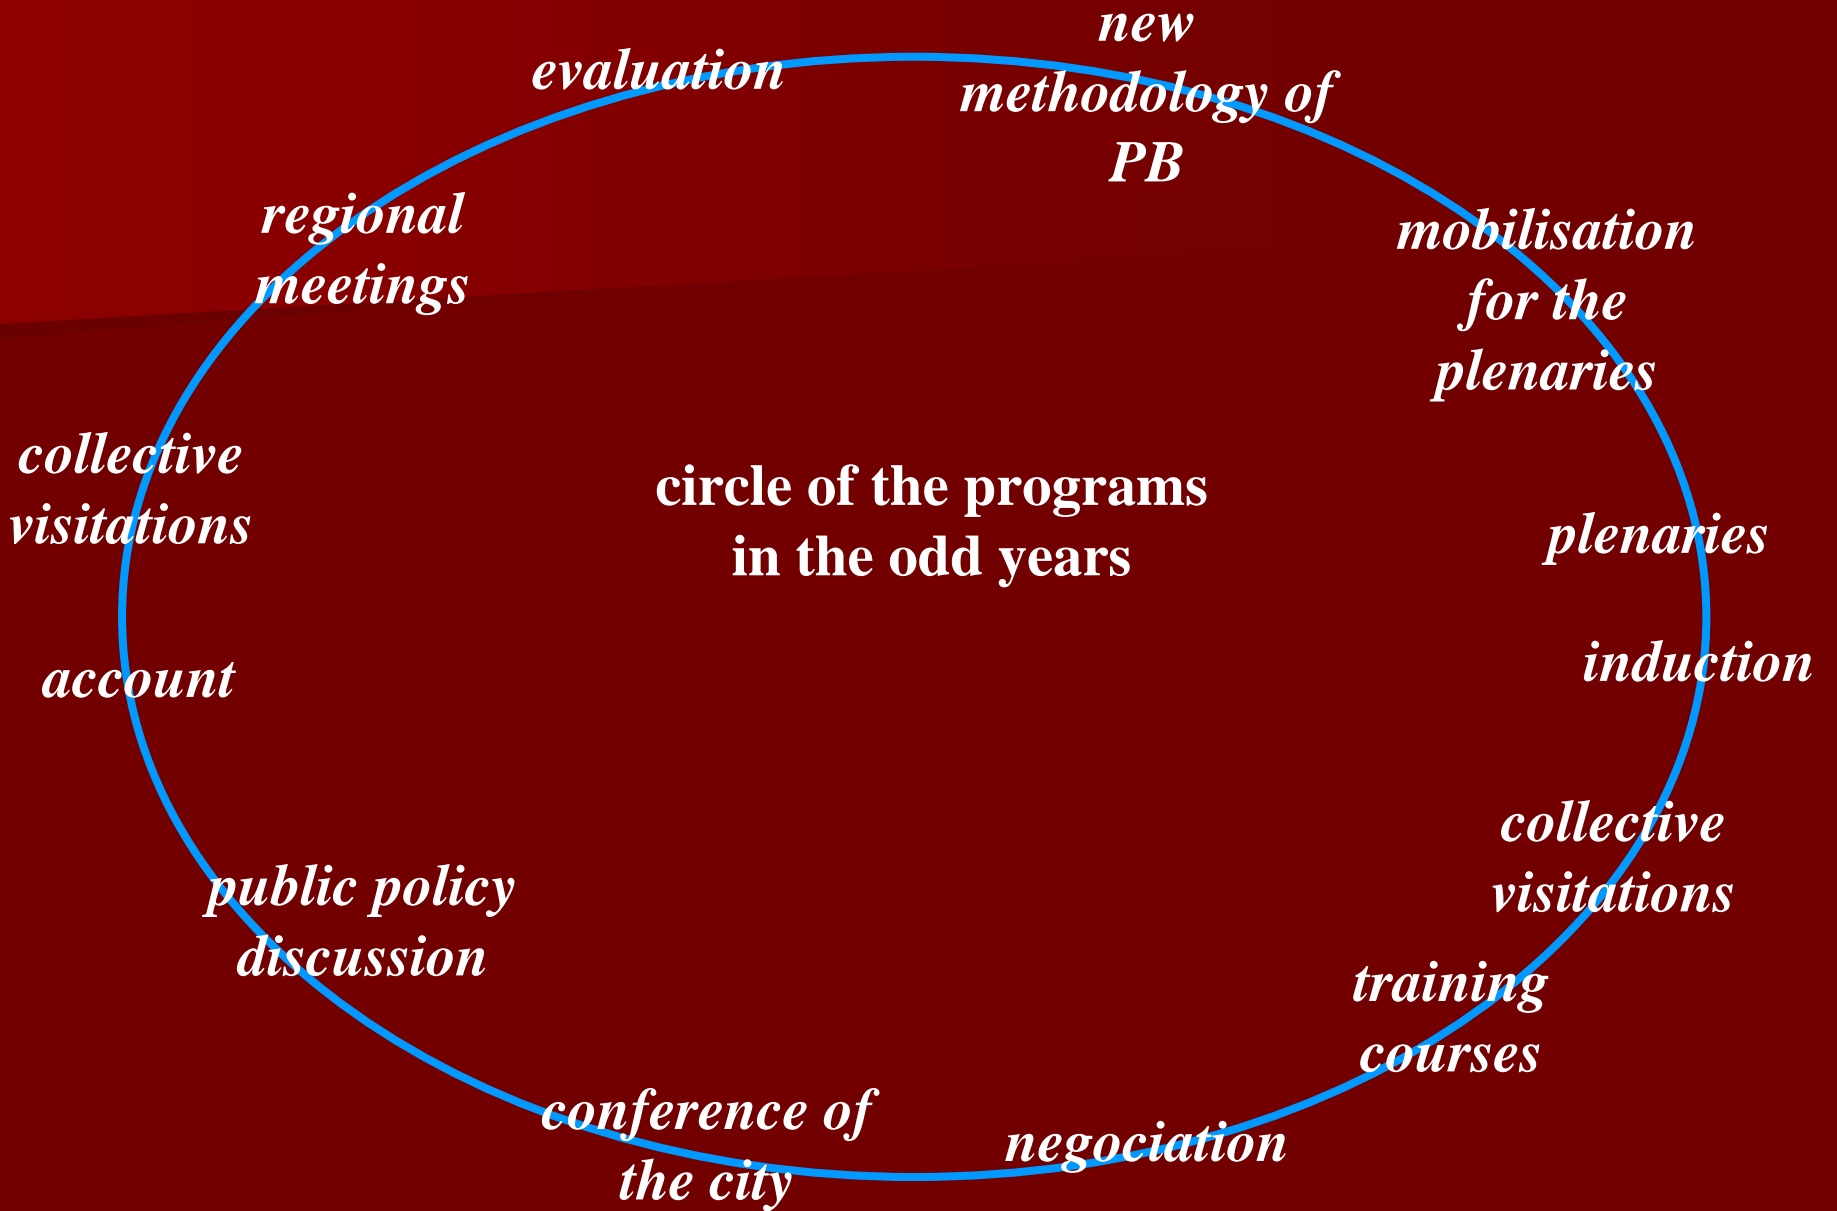 new
methodology of
PB
evaluation
regional
meetings
mobilisation
for the
plenaries
collective
visitations
circle of the programs
in the odd years
plenaries
account
induction
collective
visitations
public policy
discussion
training
courses
conference of
the city
negociation